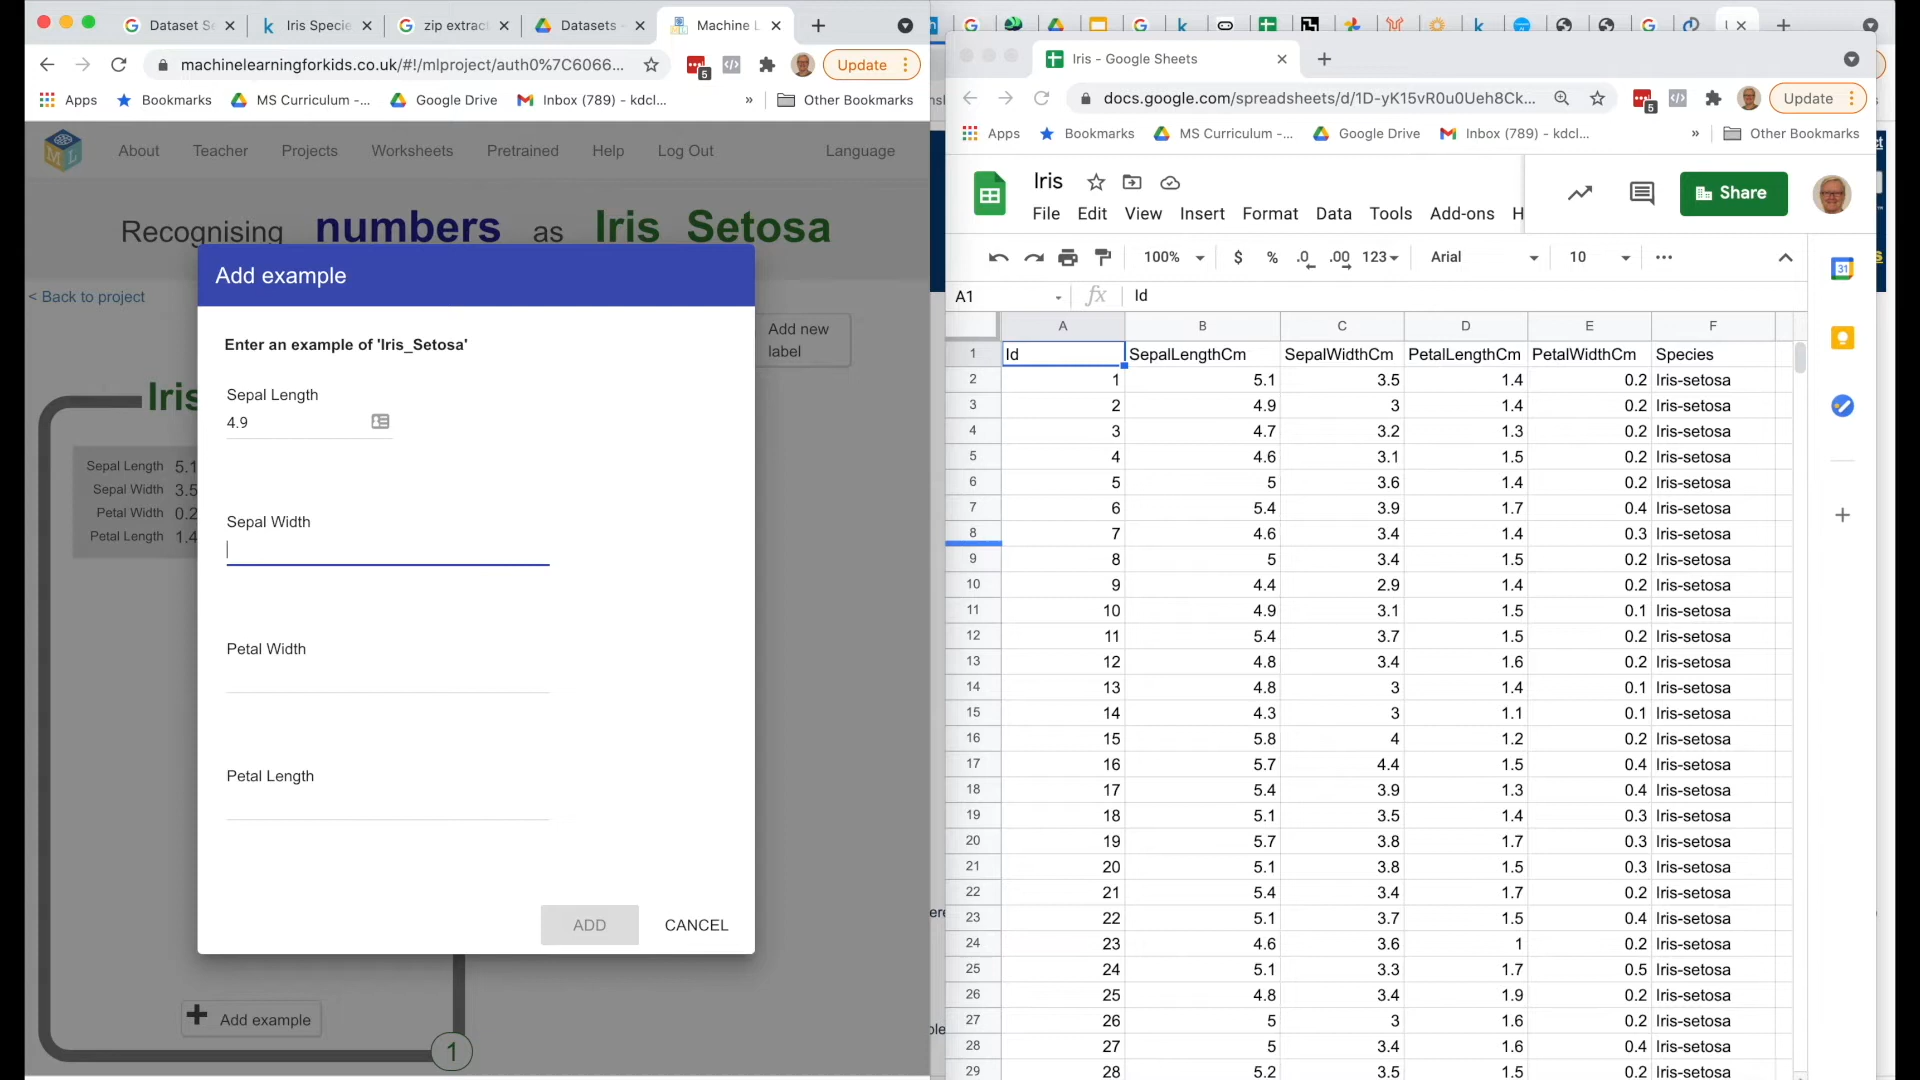 Dataset Se
Iris Specie
zip extrac
Datasets -
Machine L
machinelearningforkids.co.uk/#!/mlproject/auth0%7C6066...
5
Update
Apps
Bookmarks
MS Curriculum -...
Google Drive
Inbox (789) - kdcl...
»
Other Bookmarks
ML
About
Teacher
Projects
Worksheets
Pretrained
Help
Log Out
Language
Recognising numbers as Iris_Setosa
< Back to project
Add new
label
Iris
Sepal Length 5.1
Sepal Width 3.5
Petal Width 0.2
Petal Length 1.4
Add example
1
Add example
Enter an example of 'Iris_Setosa'
Sepal Length
4.9
Sepal Width
Petal Width
Petal Length
ADD
CANCEL
Iris - Google Sheets
docs.google.com/spreadsheets/d/1D-yK15vR0u0Ueh8Ck...
5
Update
Apps
Bookmarks
MS Curriculum -...
Google Drive
Inbox (789) - kdcl...
»
Other Bookmarks
Iris
Share
File Edit View Insert Format Data Tools Add-ons H
100% $ % .0 .00 123 Arial 10
31
A1 fx Id
A B C D E F
1 Id SepalLengthCm SepalWidthCm PetalLengthCm PetalWidthCm Species
2 1 5.1 3.5 1.4 0.2 Iris-setosa
3 2 4.9 3 1.4 0.2 Iris-setosa
4 3 4.7 3.2 1.3 0.2 Iris-setosa
5 4 4.6 3.1 1.5 0.2 Iris-setosa
6 5 5 3.6 1.4 0.2 Iris-setosa
7 6 5.4 3.9 1.7 0.4 Iris-setosa
8 7 4.6 3.4 1.4 0.3 Iris-setosa
9 8 5 3.4 1.5 0.2 Iris-setosa
10 9 4.4 2.9 1.4 0.2 Iris-setosa
11 10 4.9 3.1 1.5 0.1 Iris-setosa
12 11 5.4 3.7 1.5 0.2 Iris-setosa
13 12 4.8 3.4 1.6 0.2 Iris-setosa
14 13 4.8 3 1.4 0.1 Iris-setosa
15 14 4.3 3 1.1 0.1 Iris-setosa
16 15 5.8 4 1.2 0.2 Iris-setosa
17 16 5.7 4.4 1.5 0.4 Iris-setosa
18 17 5.4 3.9 1.3 0.4 Iris-setosa
19 18 5.1 3.5 1.4 0.3 Iris-setosa
20 19 5.7 3.8 1.7 0.3 Iris-setosa
21 20 5.1 3.8 1.5 0.3 Iris-setosa
22 21 5.4 3.4 1.7 0.2 Iris-setosa
23 22 5.1 3.7 1.5 0.4 Iris-setosa
24 23 4.6 3.6 1 0.2 Iris-setosa
25 24 5.1 3.3 1.7 0.5 Iris-setosa
26 25 4.8 3.4 1.9 0.2 Iris-setosa
27 26 5 3 1.6 0.2 Iris-setosa
28 27 5 3.4 1.6 0.4 Iris-setosa
29 28 5.2 3.5 1.5 0.2 Iris-setosa